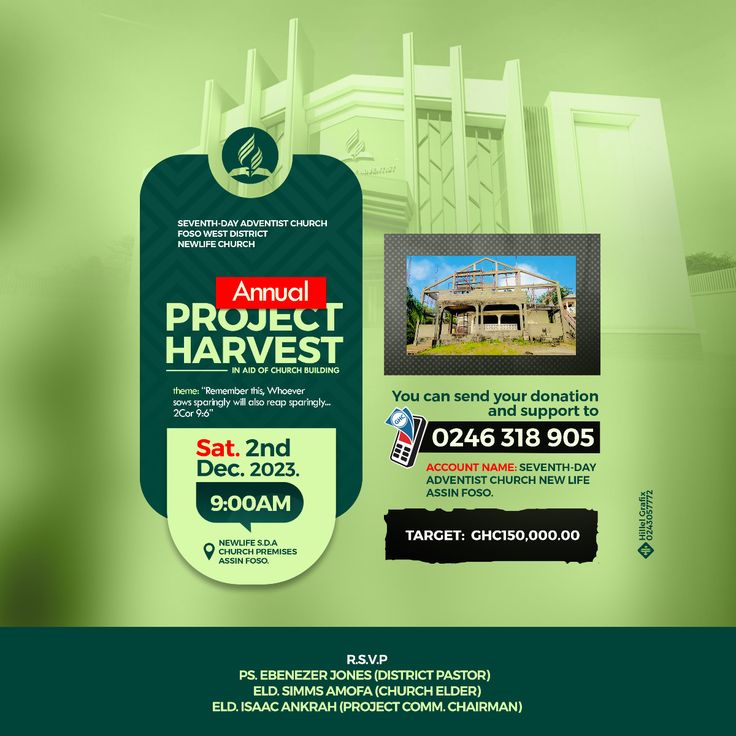 SEVENTH-DAY ADVENTIST CHURCH
FOSO WEST DISTRICT
NEWLIFE CHURCH
Annual
PROJECT
HARVEST
IN AID OF CHURCH BUILDING
theme: "Remember this, Whoever
sows sparingly will also reap sparingly...
2Cor 9:6"
Sat. 2nd
Dec. 2023.
9:00AM
NEWLIFE S.D.A
CHURCH PREMISES
ASSIN FOSO.
You can send your donation
and support to
GHC
0246 318 905
ACCOUNT NAME: SEVENTH-DAY
ADVENTIST CHURCH NEW LIFE
ASSIN FOSO.
TARGET: GHC150,000.00
Hillel Grafix
0243057772
R.S.V.P
PS. EBENEZER JONES (DISTRICT PASTOR)
ELD. SIMMS AMOFA (CHURCH ELDER)
ELD. ISAAC ANKRAH (PROJECT COMM. CHAIRMAN)